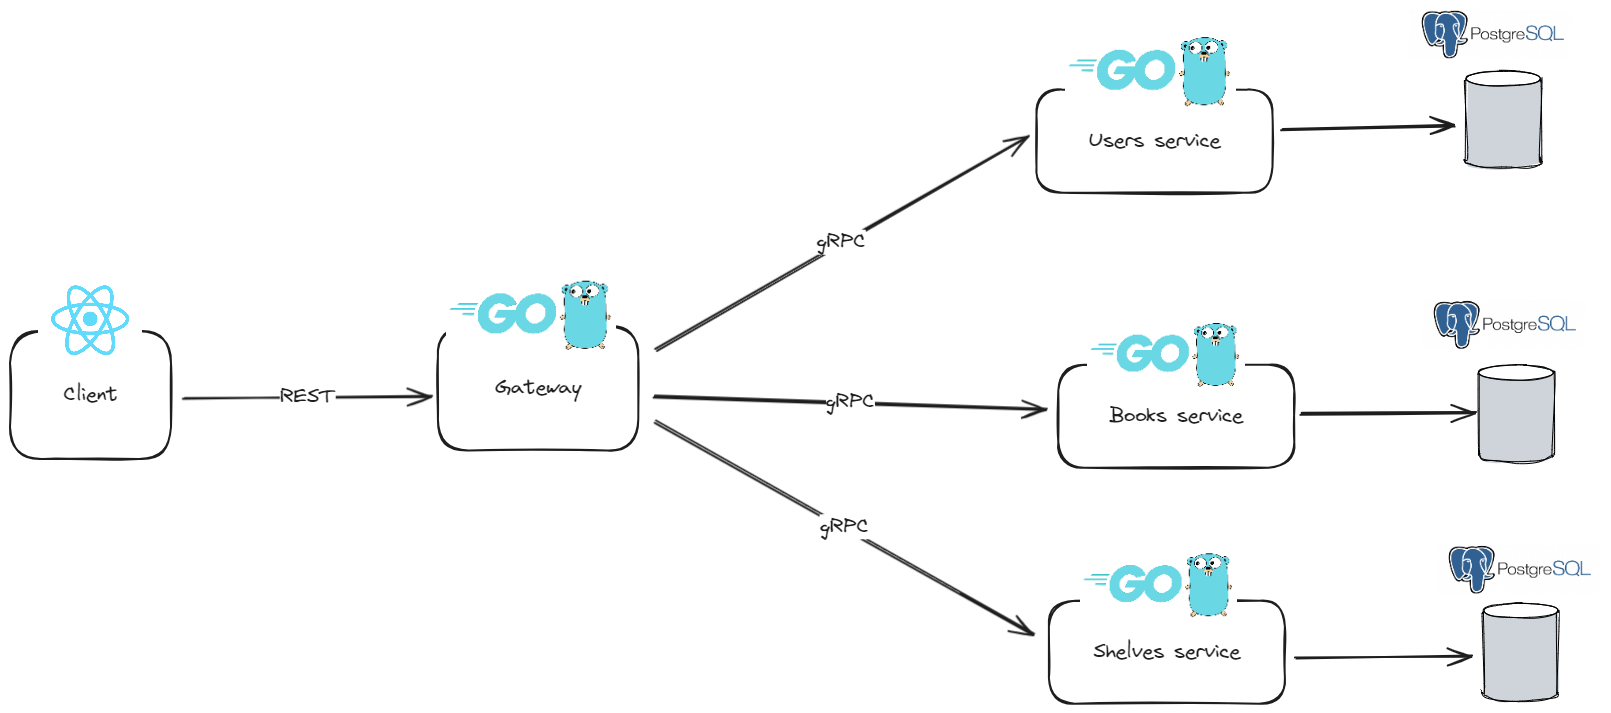 PostgreSQL
GO
Users service
gRPC
GO
PostgreSQL
GO
Client
REST
Gateway
gRPC
Books service
gRPC
PostgreSQL
GO
Shelves service